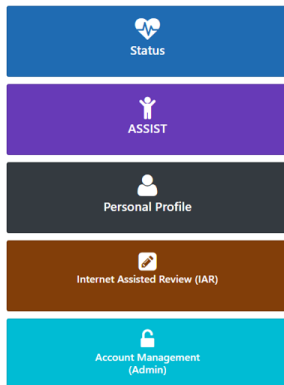 Status
ASSIST
Personal Profile
Internet Assisted Review (IAR)
Account Management
(Admin)